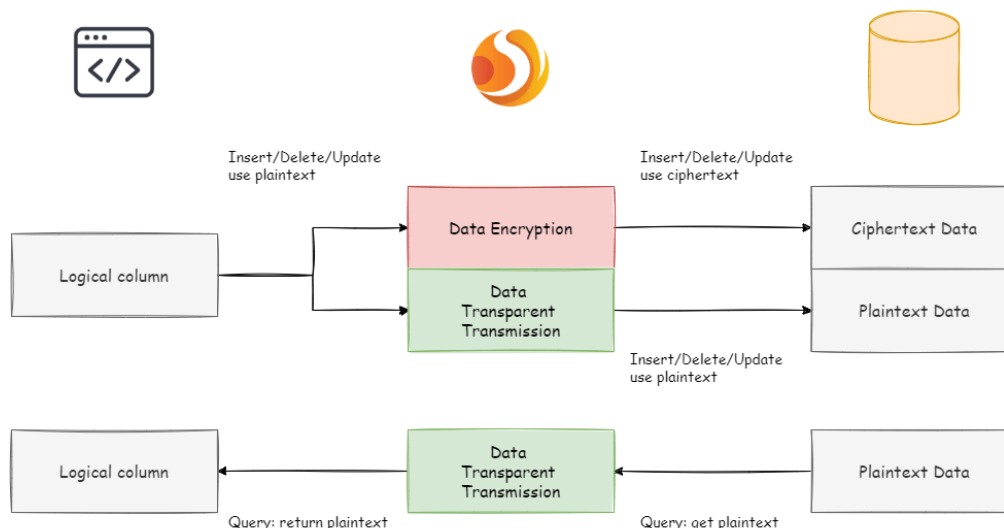 </>
Insert/Delete/Update
use plaintext
Insert/Delete/Update
use ciphertext
Logical column
Data Encryption
Ciphertext Data
Data
Transparent
Transmission
Plaintext Data
Insert/Delete/Update
use plaintext
Logical column
Data
Transparent
Transmission
Plaintext Data
Query: return plaintext
Query: get plaintext